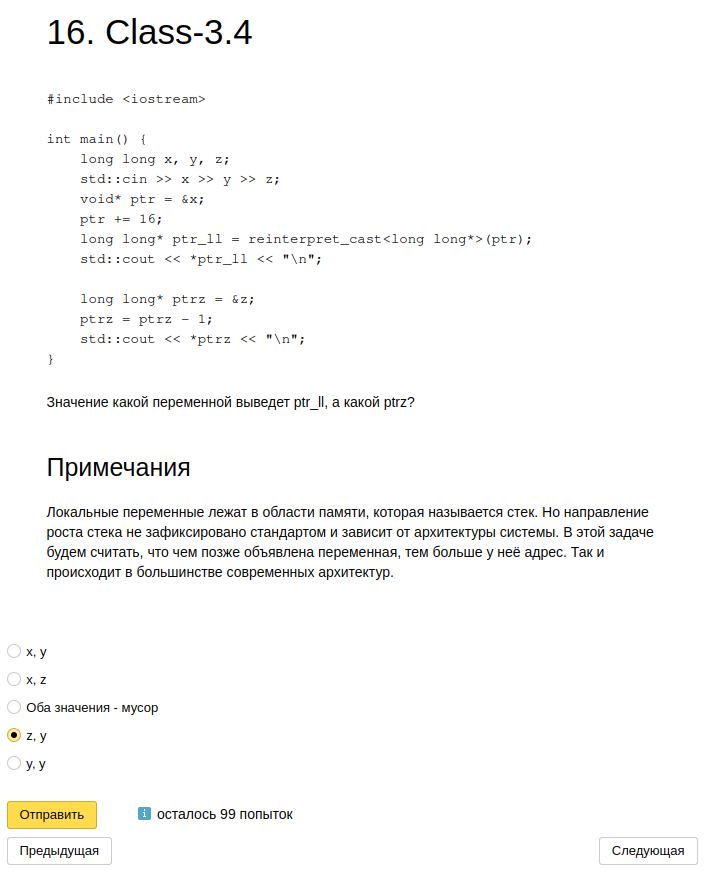 16. Class-3.4
#include <iostream>
int main() {
    long long x, y, z;
    std::cin >> x >> y >> z;
    void* ptr = &x;
    ptr += 16;
    long long* ptr_ll = reinterpret_cast<long long*>(ptr);
    std::cout << *ptr_ll << "\n";
    long long* ptrz = &z;
    ptrz = ptrz - 1;
    std::cout << *ptrz << "\n";
}
Значение какой переменной выведет ptr_ll, а какой ptrz?
Примечания
Локальные переменные лежат в области памяти, которая называется стек. Но направление
роста стека не зафиксировано стандартом и зависит от архитектуры системы. В этой задаче
будем считать, что чем позже объявлена переменная, тем больше у неё адрес. Так и
происходит в большинстве современных архитектур.
x, y
x, z
Оба значения - мусор
z, y
y, y
Отправить
i осталось 99 попыток
Предыдущая
Следующая